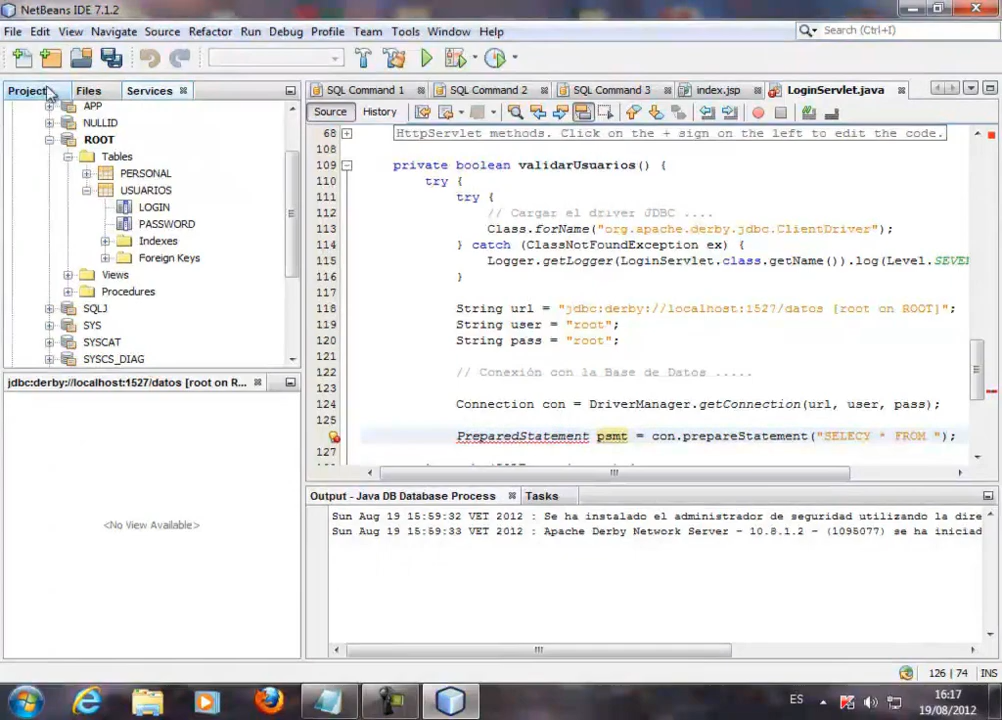 NetBeans IDE 7.1.2
File Edit View Navigate Source Refactor Run Debug Profile Team Tools Window Help
Search (Ctrl+I)
Project Files Services
SQL Command 1 SQL Command 2 SQL Command 3 index.jsp LoginServlet.java
Source History
APP
NULLID
ROOT
Tables
PERSONAL
USUARIOS
LOGIN
PASSWORD
Indexes
Foreign Keys
Views
Procedures
SQLJ
SYS
SYSCAT
SYSCS_DIAG
jdbc:derby://localhost:1527/datos [root on R...
<No View Available>
68 HttpServlet methods. Click on the + sign on the left to edit the code.
108
109 private boolean validarUsuarios() {
110 try {
111 try {
112 // Cargar el driver JDBC ....
113 Class.forName("org.apache.derby.jdbc.ClientDriver");
114 } catch (ClassNotFoundException ex) {
115 Logger.getLogger(LoginServlet.class.getName()).log(Level.SEVE
116 }
117
118 String url = "jdbc:derby://localhost:1527/datos [root on ROOT]";
119 String user = "root";
120 String pass = "root";
121
122 // Conexión con la Base de Datos .....
123
124 Connection con = DriverManager.getConnection(url, user, pass);
125
PreparedStatement psmt = con.prepareStatement("SELECY * FROM ");
127
Output - Java DB Database Process Tasks
Sun Aug 19 15:59:32 VET 2012 : Se ha instalado el administrador de seguridad utilizando la dire
Sun Aug 19 15:59:33 VET 2012 : Apache Derby Network Server - 10.8.1.2 - (1095077) se ha iniciad
126 | 74 INS
ES
16:17
19/08/2012